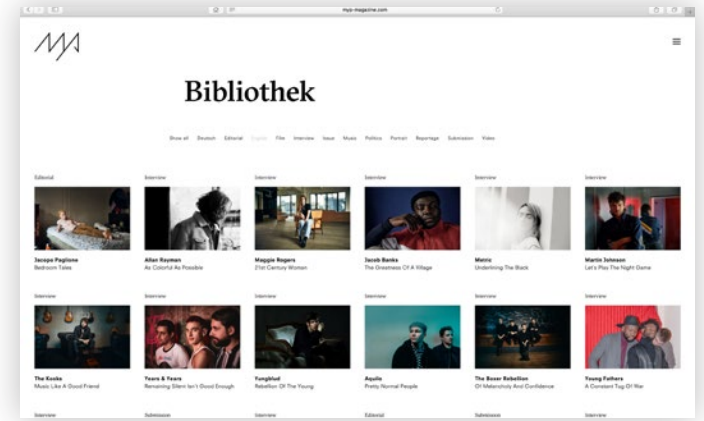 myp-magazine.com
MYP
Bibliothek
Show all Deutsch Editorial English Film Interview Issue Music Politics Portrait Reportage Submission Video
Editorial Interview Interview Interview Interview Interview
Jacopo Paglione Allan Rayman Maggie Rogers Jacob Banks Metric Martin Johnson
Bedroom Tales As Colorful As Possible 21st Century Woman The Greatness Of A Village Underlining The Black Let's Play The Night Game
Interview Interview Interview Interview Interview Interview
The Kooks Years & Years Yungblud Aquilo The Boxer Rebellion Young Fathers
Music Like A Good Friend Remaining Silent Isn't Good Enough Rebellion Of The Young Pretty Normal People Of Melancholy And Confidence A Constant Tug Of War
Interview Submission Interview Editorial Submission Interview